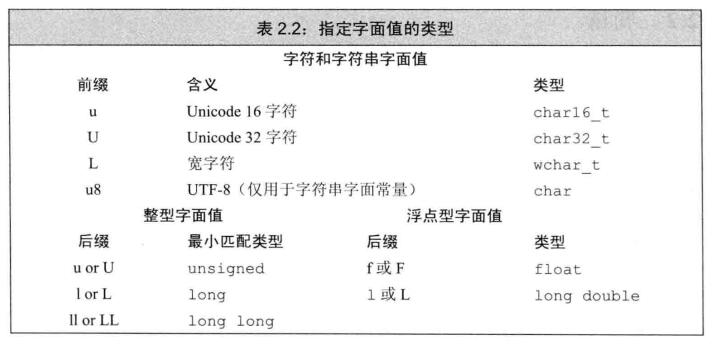 表 2.2：指定字面值的类型
字符和字符串字面值
前缀 含义 类型
u Unicode 16 字符 char16_t
U Unicode 32 字符 char32_t
L 宽字符 wchar_t
u8 UTF-8（仅用于字符串字面常量） char
整型字面值 浮点型字面值
后缀 最小匹配类型 后缀 类型
u or U unsigned f 或 F float
l or L long l 或 L long double
ll or LL long long